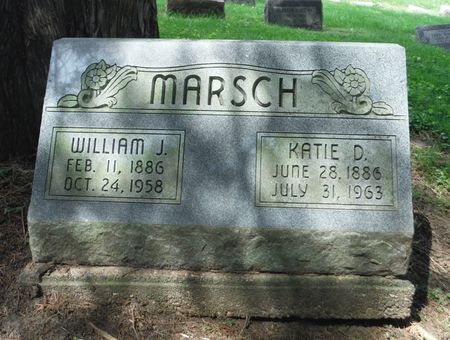 MARSCH
WILLIAM J.
FEB. 11, 1886
OCT. 24, 1958
KATIE D.
JUNE 28, 1886
JULY 31, 1963